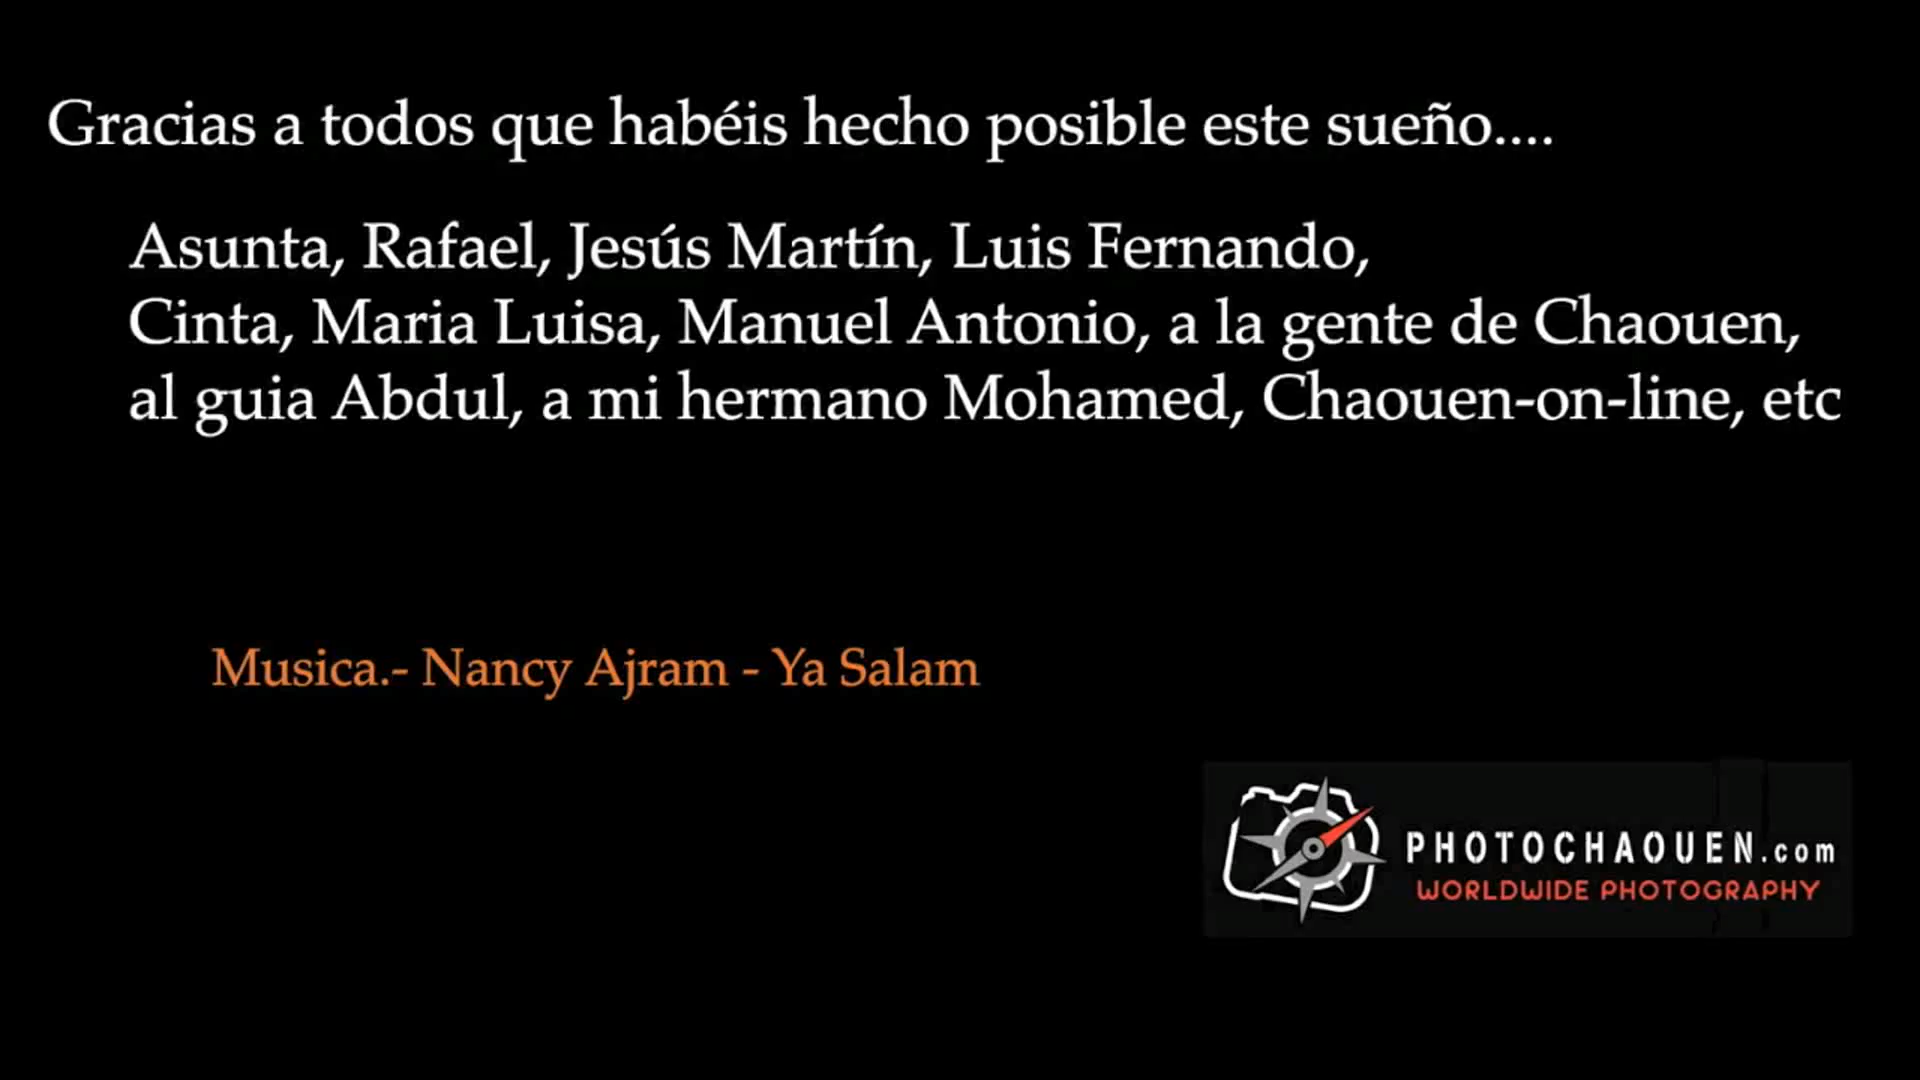 Gracias a todos que habéis hecho posible este sueño....
Asunta, Rafael, Jesús Martín, Luis Fernando,
Cinta, Maria Luisa, Manuel Antonio, a la gente de Chaouen,
al guia Abdul, a mi hermano Mohamed, Chaouen-on-line, etc
Musica.- Nancy Ajram - Ya Salam
PHOTOCHAOUEN.com
WORLDWIDE PHOTOGRAPHY